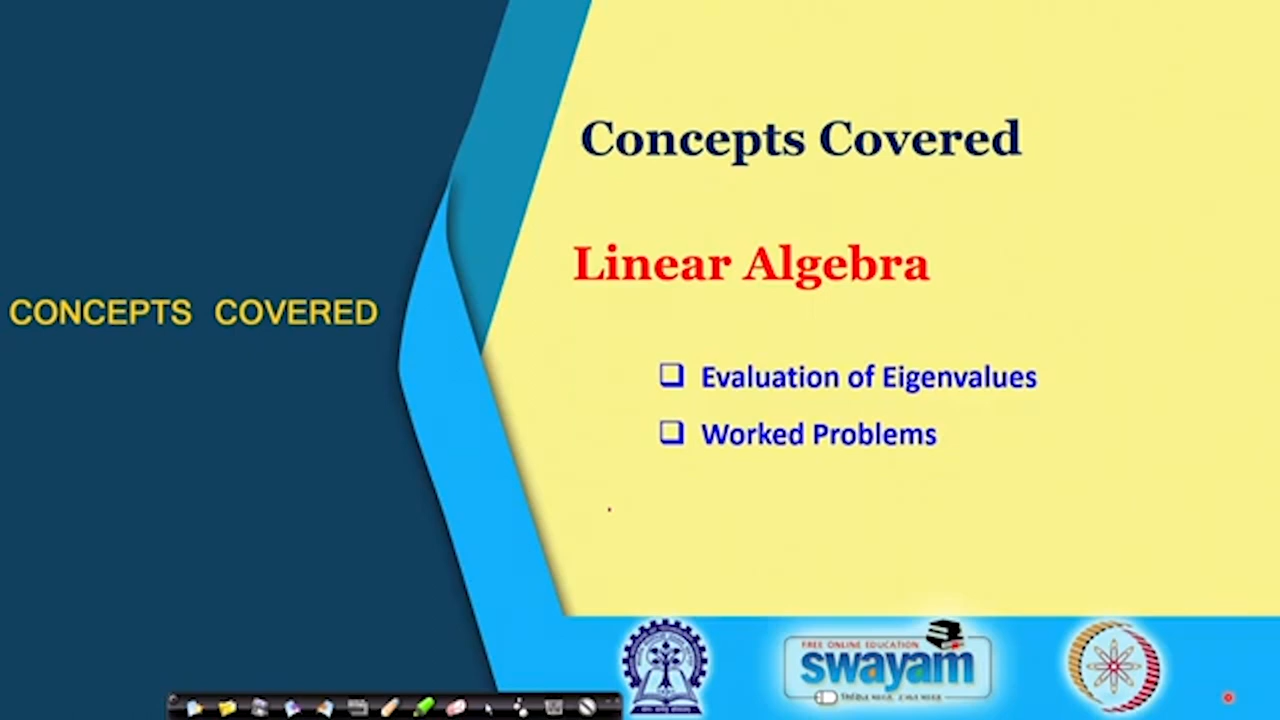 Concepts Covered
Linear Algebra
CONCEPTS COVERED
❑ Evaluation of Eigenvalues
❑ Worked Problems
FREE ONLINE EDUCATION
swayam